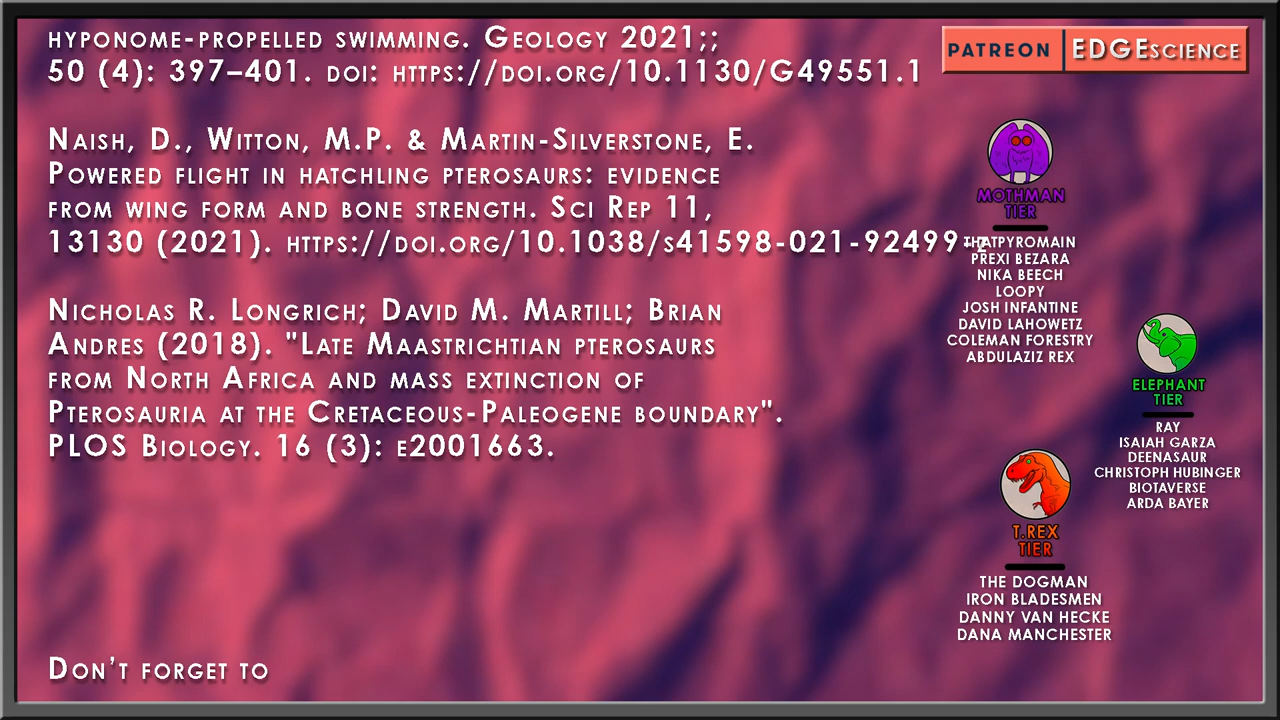 HYPONOME-PROPELLED SWIMMING. GEOLOGY 2021;;
50 (4): 397–401. DOI: HTTPS://DOI.ORG/10.1130/G49551.1
NAISH, D., WITTON, M.P. & MARTIN-SILVERSTONE, E.
POWERED FLIGHT IN HATCHLING PTEROSAURS: EVIDENCE
FROM WING FORM AND BONE STRENGTH. SCI REP 11,
13130 (2021). HTTPS://DOI.ORG/10.1038/S41598-021-92499-Z
NICHOLAS R. LONGRICH; DAVID M. MARTILL; BRIAN
ANDRES (2018). "LATE MAASTRICHTIAN PTEROSAURS
FROM NORTH AFRICA AND MASS EXTINCTION OF
PTEROSAURIA AT THE CRETACEOUS-PALEOGENE BOUNDARY".
PLOS BIOLOGY. 16 (3): E2001663.
DON'T FORGET TO
PATREON EDGESCIENCE
MOTHMAN
TIER
THATPYROMAIN
PREXI BEZARA
NIKA BEECH
LOOPY
JOSH INFANTINE
DAVID LAHOWETZ
COLEMAN FORESTRY
ABDULAZIZ REX
ELEPHANT
TIER
RAY
ISAIAH GARZA
DEENASAUR
CHRISTOPH HUBINGER
BIOTAVERSE
ARDA BAYER
T.REX
TIER
THE DOGMAN
IRON BLADESMEN
DANNY VAN HECKE
DANA MANCHESTER